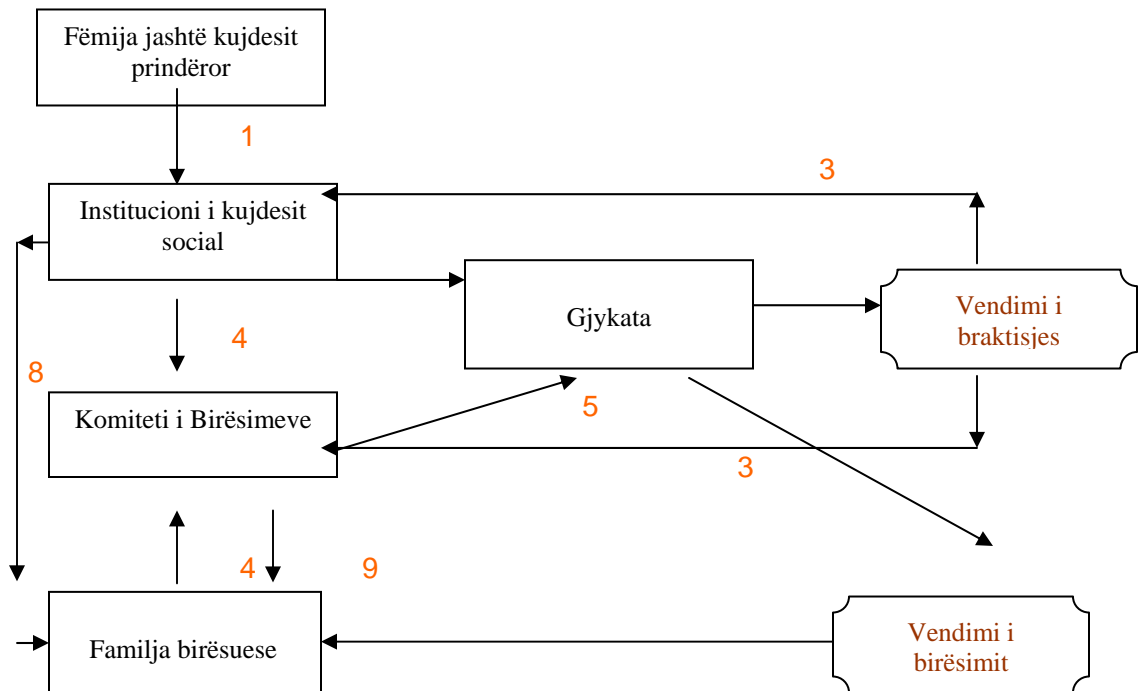 Fëmija jashtë kujdesit
prindëror
1
3
Institucioni i kujdesit
social
Gjykata
Vendimi i
braktisjes
4
8
Komiteti i Birësimeve
5
3
4
9
Familja birësuese
Vendimi i
birësimit